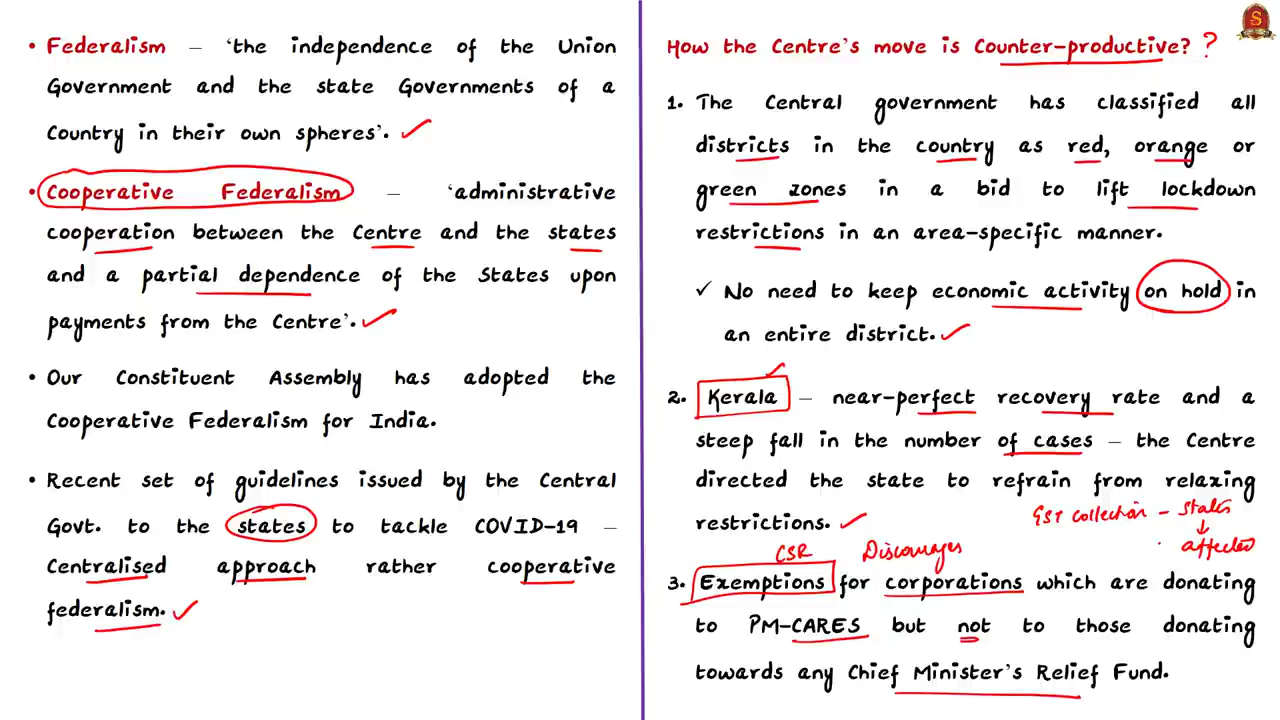 • Federalism – ‘the independence of the Union
Government and the state Governments of a
Country in their own spheres’.
• Cooperative Federalism – ‘administrative
cooperation between the Centre and the states
and a partial dependence of the States upon
payments from the Centre’.
• Our Constituent Assembly has adopted the
Cooperative Federalism for India.
• Recent set of guidelines issued by the Central
Govt. to the states to tackle COVID-19 –
Centralised approach rather cooperative
federalism.
How the Centre’s move is Counter-productive? ?
1. The Central government has classified all
districts in the country as red, orange or
green zones in a bid to lift lockdown
restrictions in an area-specific manner.
✓ No need to keep economic activity on hold in
an entire district.
2. Kerala – near-perfect recovery rate and a
steep fall in the number of cases – the Centre
directed the state to refrain from relaxing
restrictions.
GST collection – States
↓
affected
CSR Discourages
3. Exemptions for corporations which are donating
to PM-CARES but not to those donating
towards any Chief Minister’s Relief Fund.